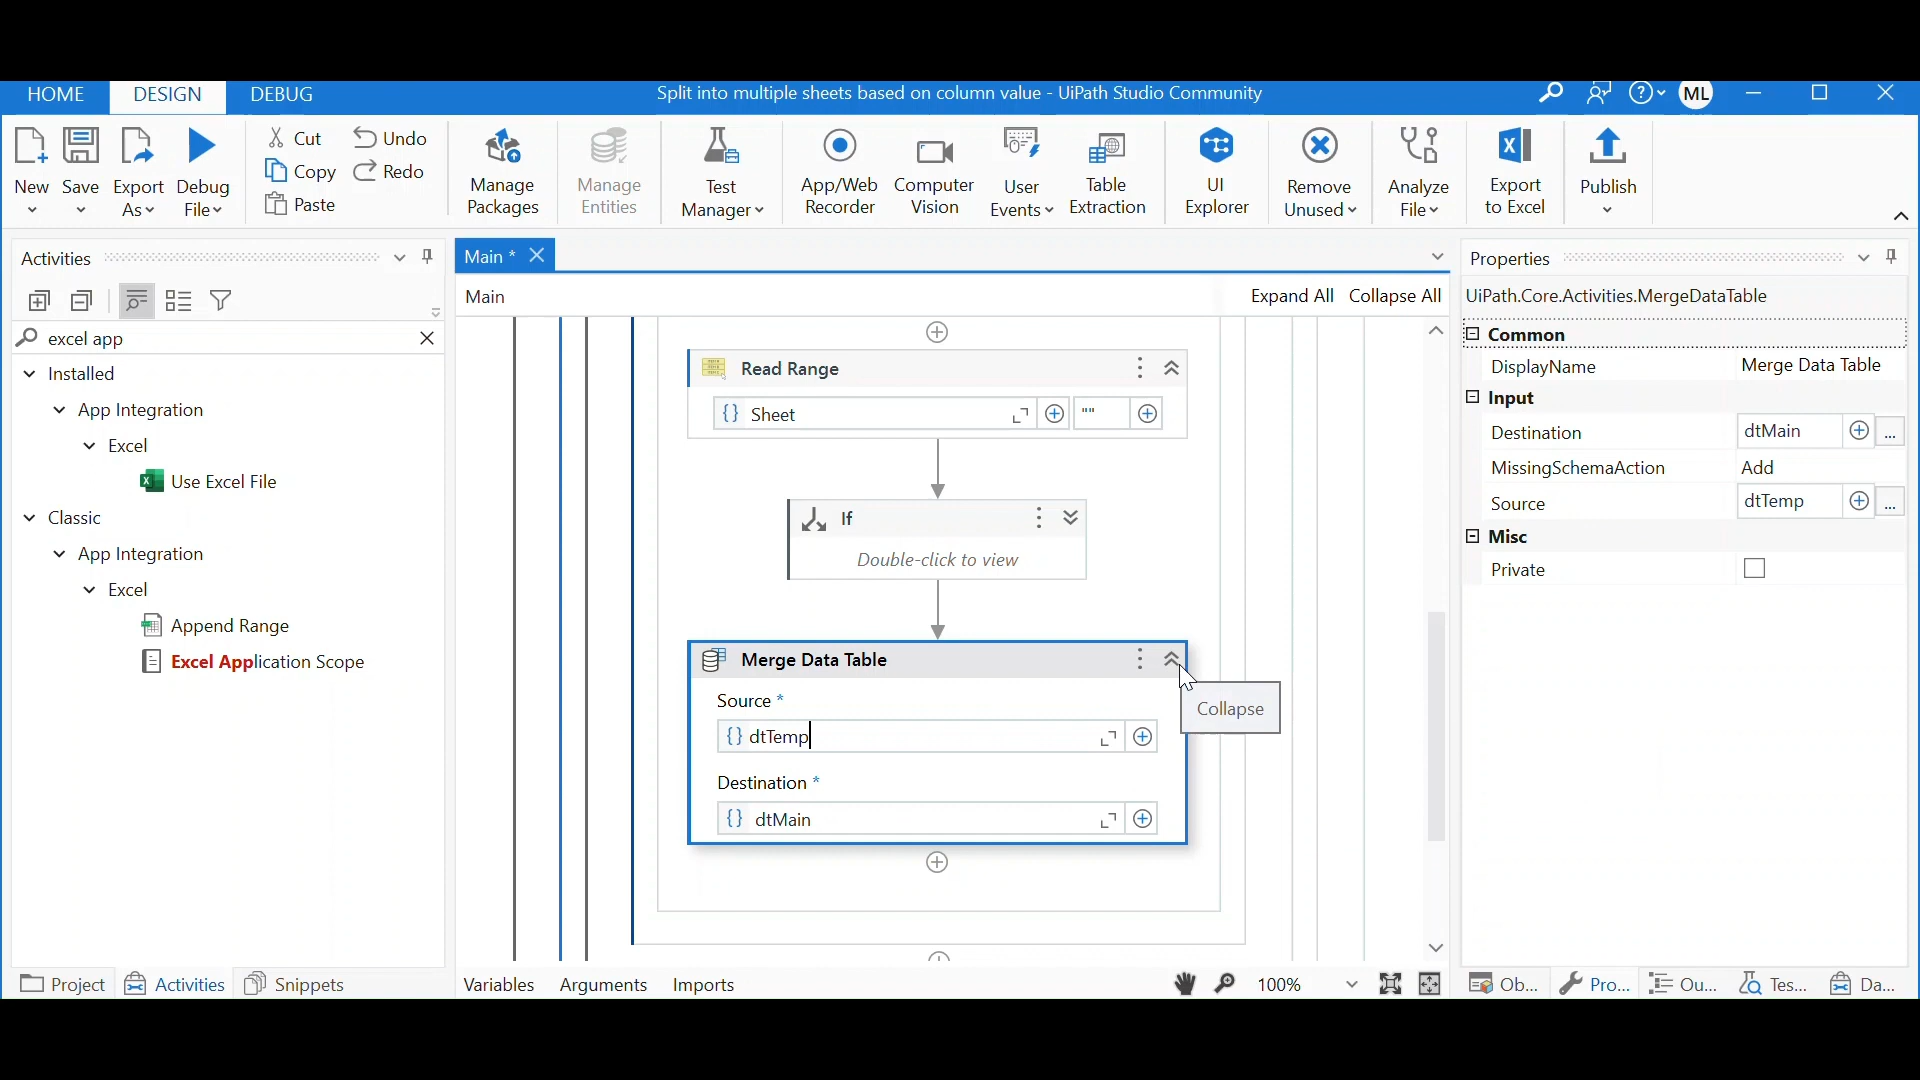 HOME DESIGN DEBUG Split into multiple sheets based on column value - UiPath Studio Community ML
Cut Undo
Copy Redo
Paste
New Save Export As Debug File
Manage Packages
Manage Entities
Test Manager
App/Web Recorder
Computer Vision
User Events
Table Extraction
UI Explorer
Remove Unused
Analyze File
Export to Excel
Publish
Activities
excel app
Installed
App Integration
Excel
Use Excel File
Classic
App Integration
Excel
Append Range
Excel Application Scope
Project Activities Snippets
Main *
Main Expand All Collapse All
Read Range
Sheet ""
If
Double-click to view
Merge Data Table
Source *
dtTemp
Collapse
Destination *
dtMain
Variables Arguments Imports 100%
Properties
UiPath.Core.Activities.MergeDataTable
Common
DisplayName Merge Data Table
Input
Destination dtMain ...
MissingSchemaAction Add
Source dtTemp ...
Misc
Private
Ob... Pro... Ou... Tes... Da...